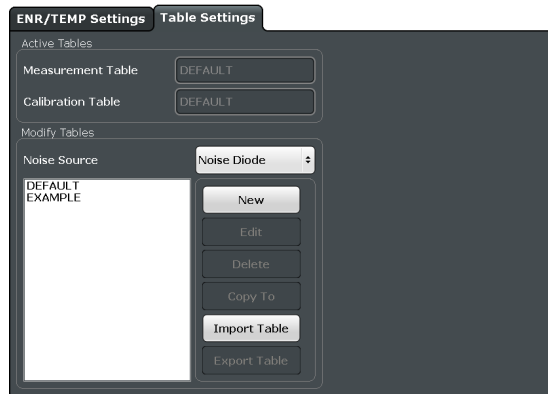 ENR/TEMP Settings Table Settings
Active Tables
Measurement Table DEFAULT
Calibration Table DEFAULT
Modify Tables
Noise Source Noise Diode
DEFAULT
EXAMPLE
New
Edit
Delete
Copy To
Import Table
Export Table